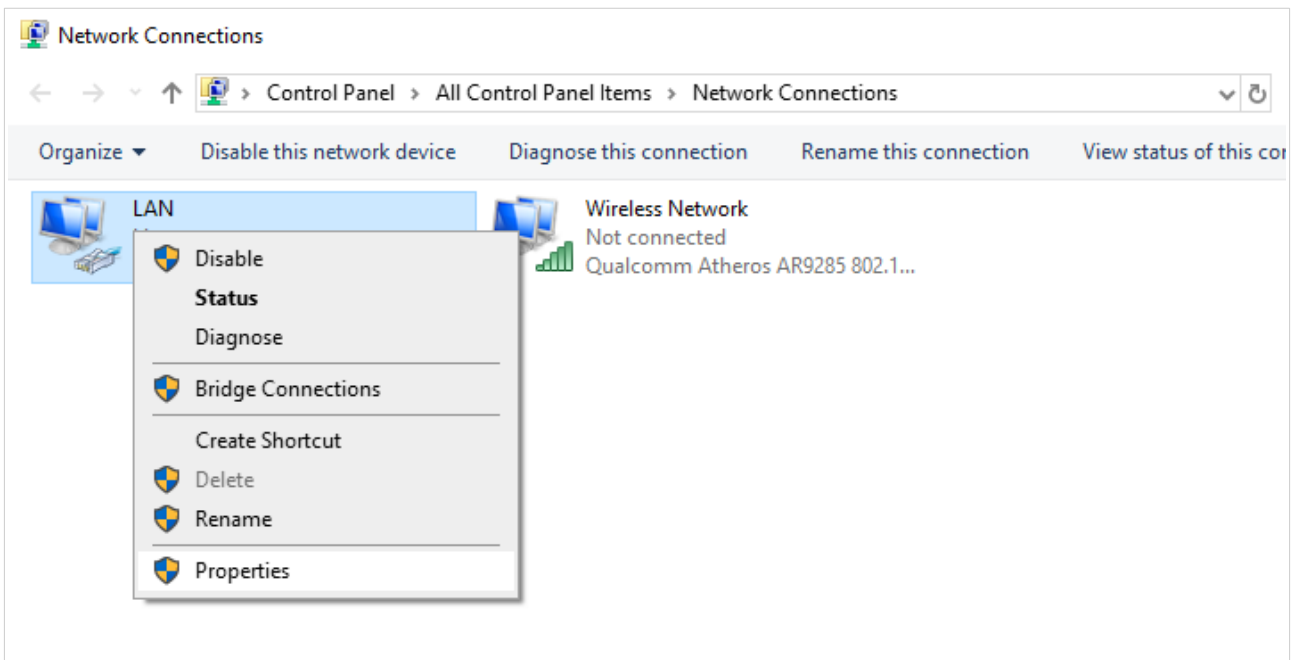 Network Connections
Control Panel > All Control Panel Items > Network Connections
Organize Disable this network device Diagnose this connection Rename this connection View status of this cor
LAN
Wireless Network
Not connected
Qualcomm Atheros AR9285 802.1...
Disable
Status
Diagnose
Bridge Connections
Create Shortcut
Delete
Rename
Properties